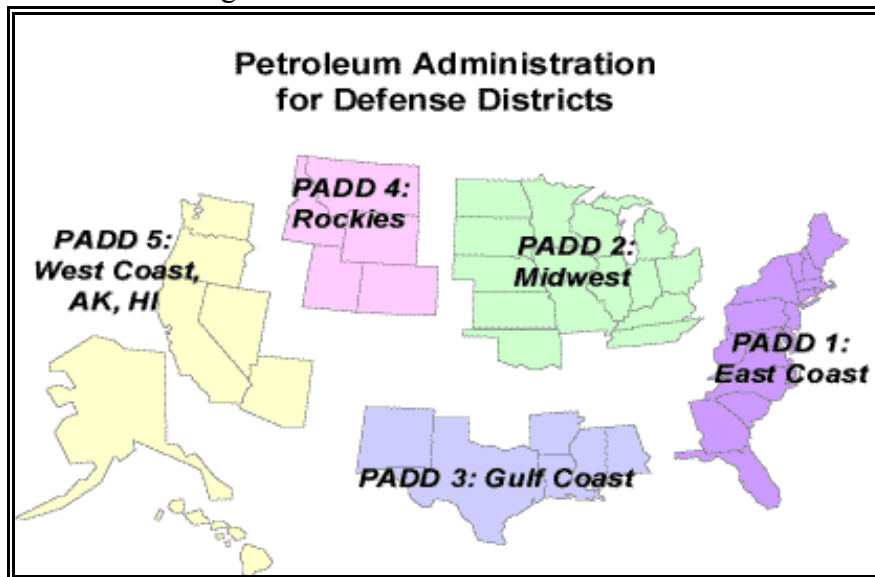 Petroleum Administration
for Defense Districts
PADD 4:
Rockies
PADD 5:
West Coast,
AK, HI
PADD 2:
Midwest
PADD 1:
East Coast
PADD 3: Gulf Coast